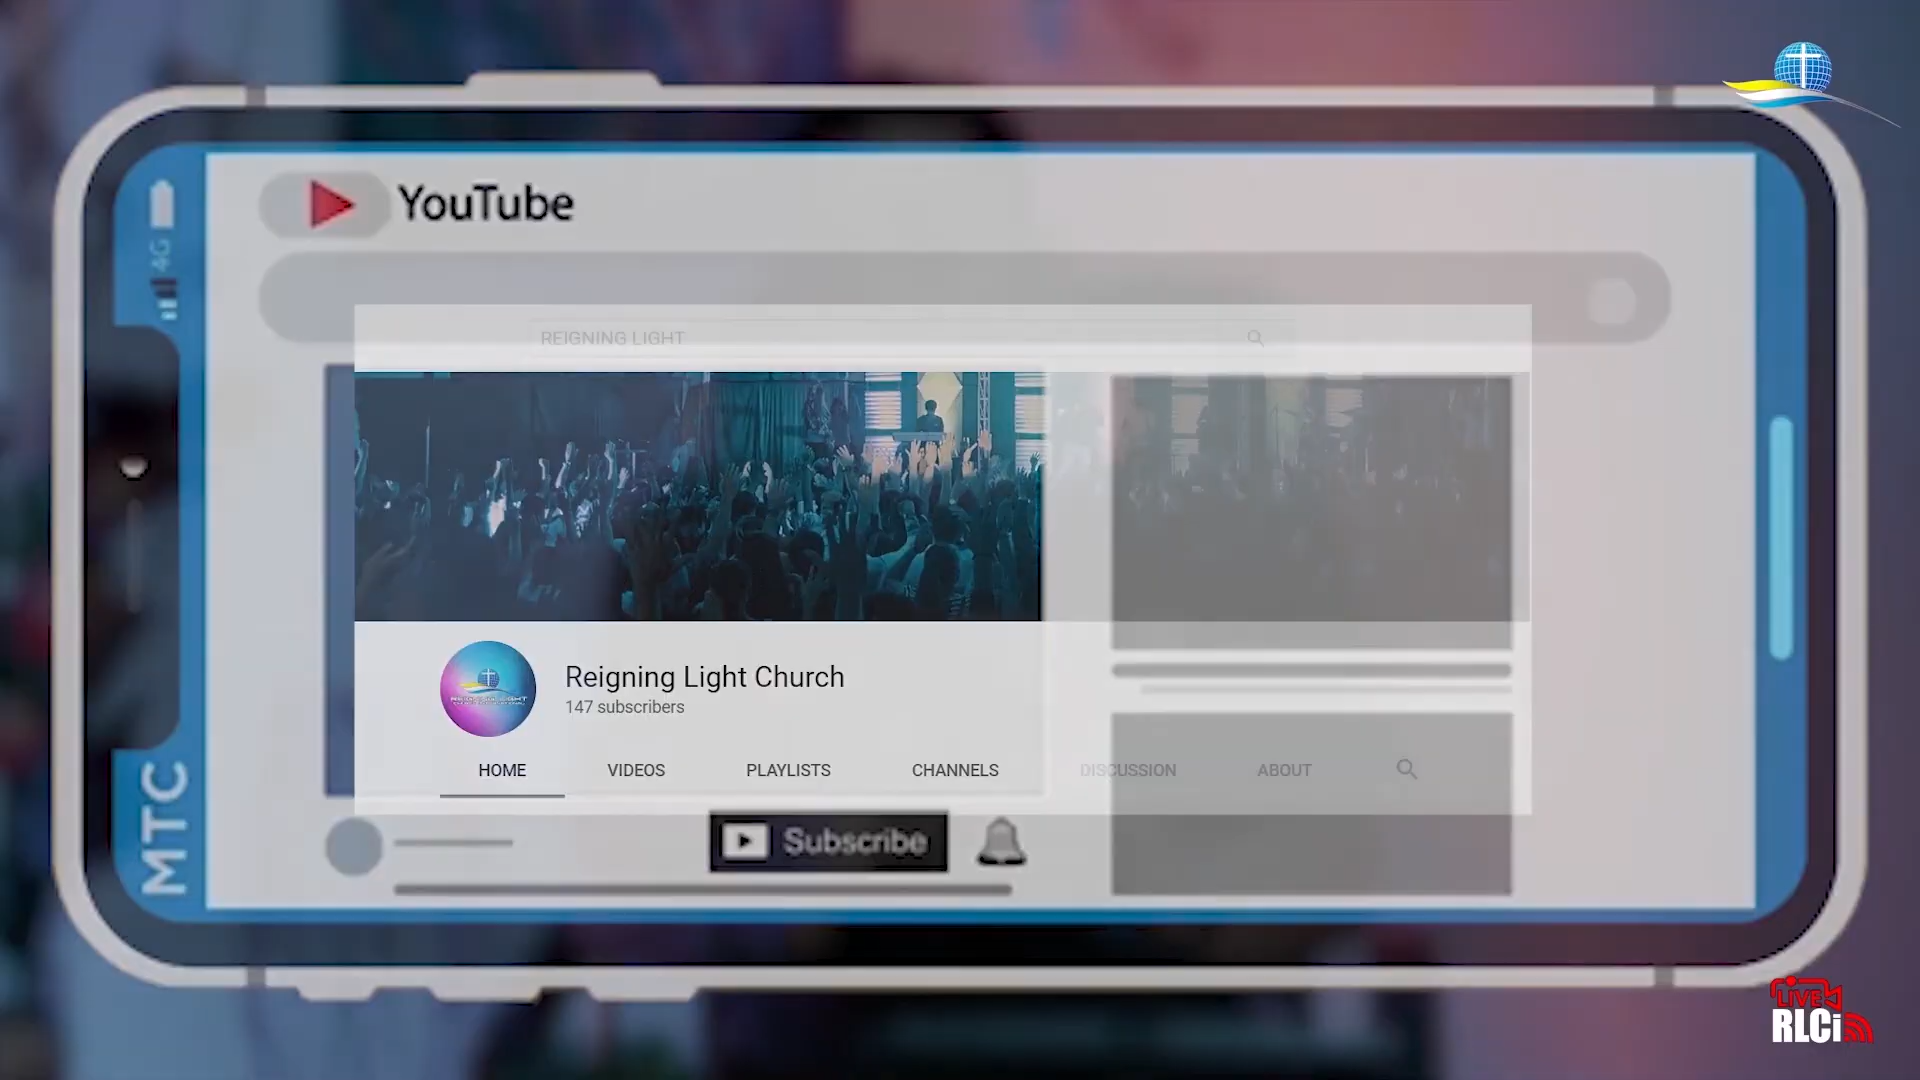 YouTube
4G
REIGNING LIGHT
Reigning Light Church
147 subscribers
HOME VIDEOS PLAYLISTS CHANNELS DISCUSSION ABOUT
Subscribe
MTC
LIVE
RLCi